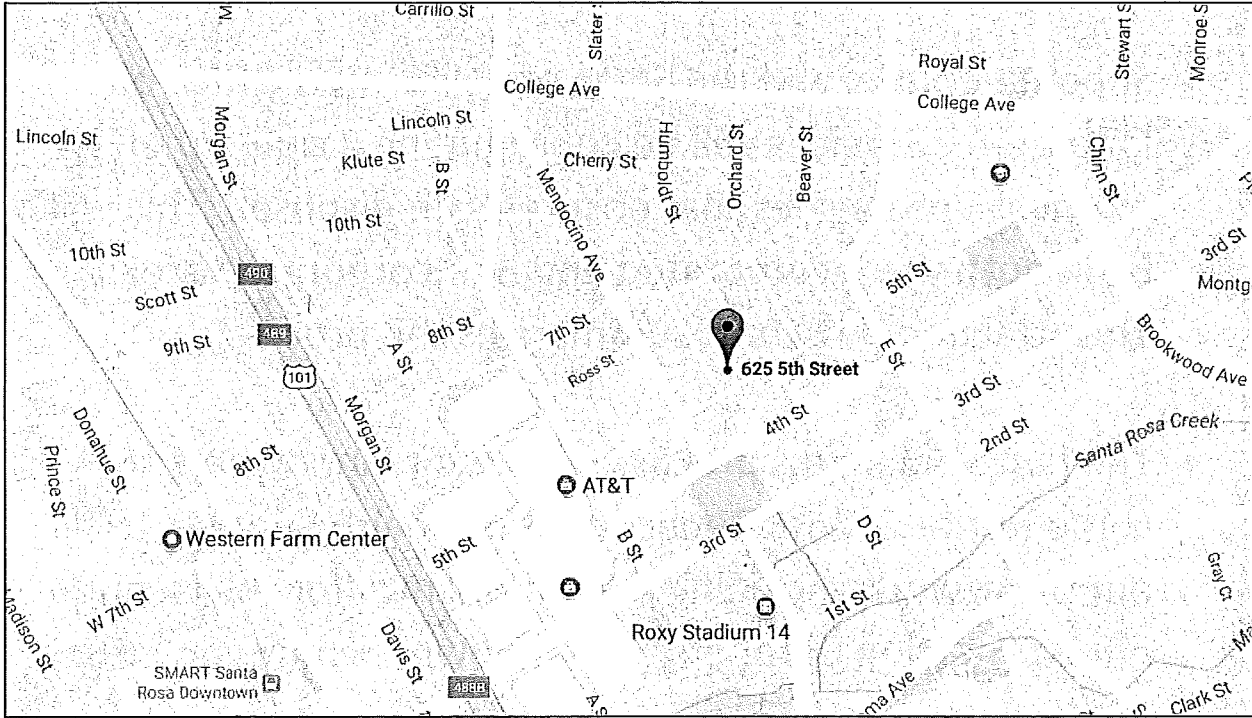 Carrillo St
Slater
Stewart S
Monroe S
Royal St
College Ave
College Ave
Lincoln St
Morgan St
Lincoln St
Klute St
B St
Cherry St
Humboldt St
Orchard St
Beaver St
Chinn St
Mendocino Ave
10th St
10th St
3rd St
Montg
Scott St
490
5th St
9th St
489
8th St
7th St
101
A St
Ross St
625 5th Street
E St
Brookwood Ave
3rd St
4th St
2nd St
Santa Rosa Creek
Donahue St
Morgan St
Prince St
8th St
AT&T
Western Farm Center
5th St
B St
3rd St
D St
Gray Ct
W 7th St
Madison St
1st St
Roxy Stadium 14
Davis St
SMART Santa
Rosa Downtown
488B
A S
ma Ave
Clark St
Ma